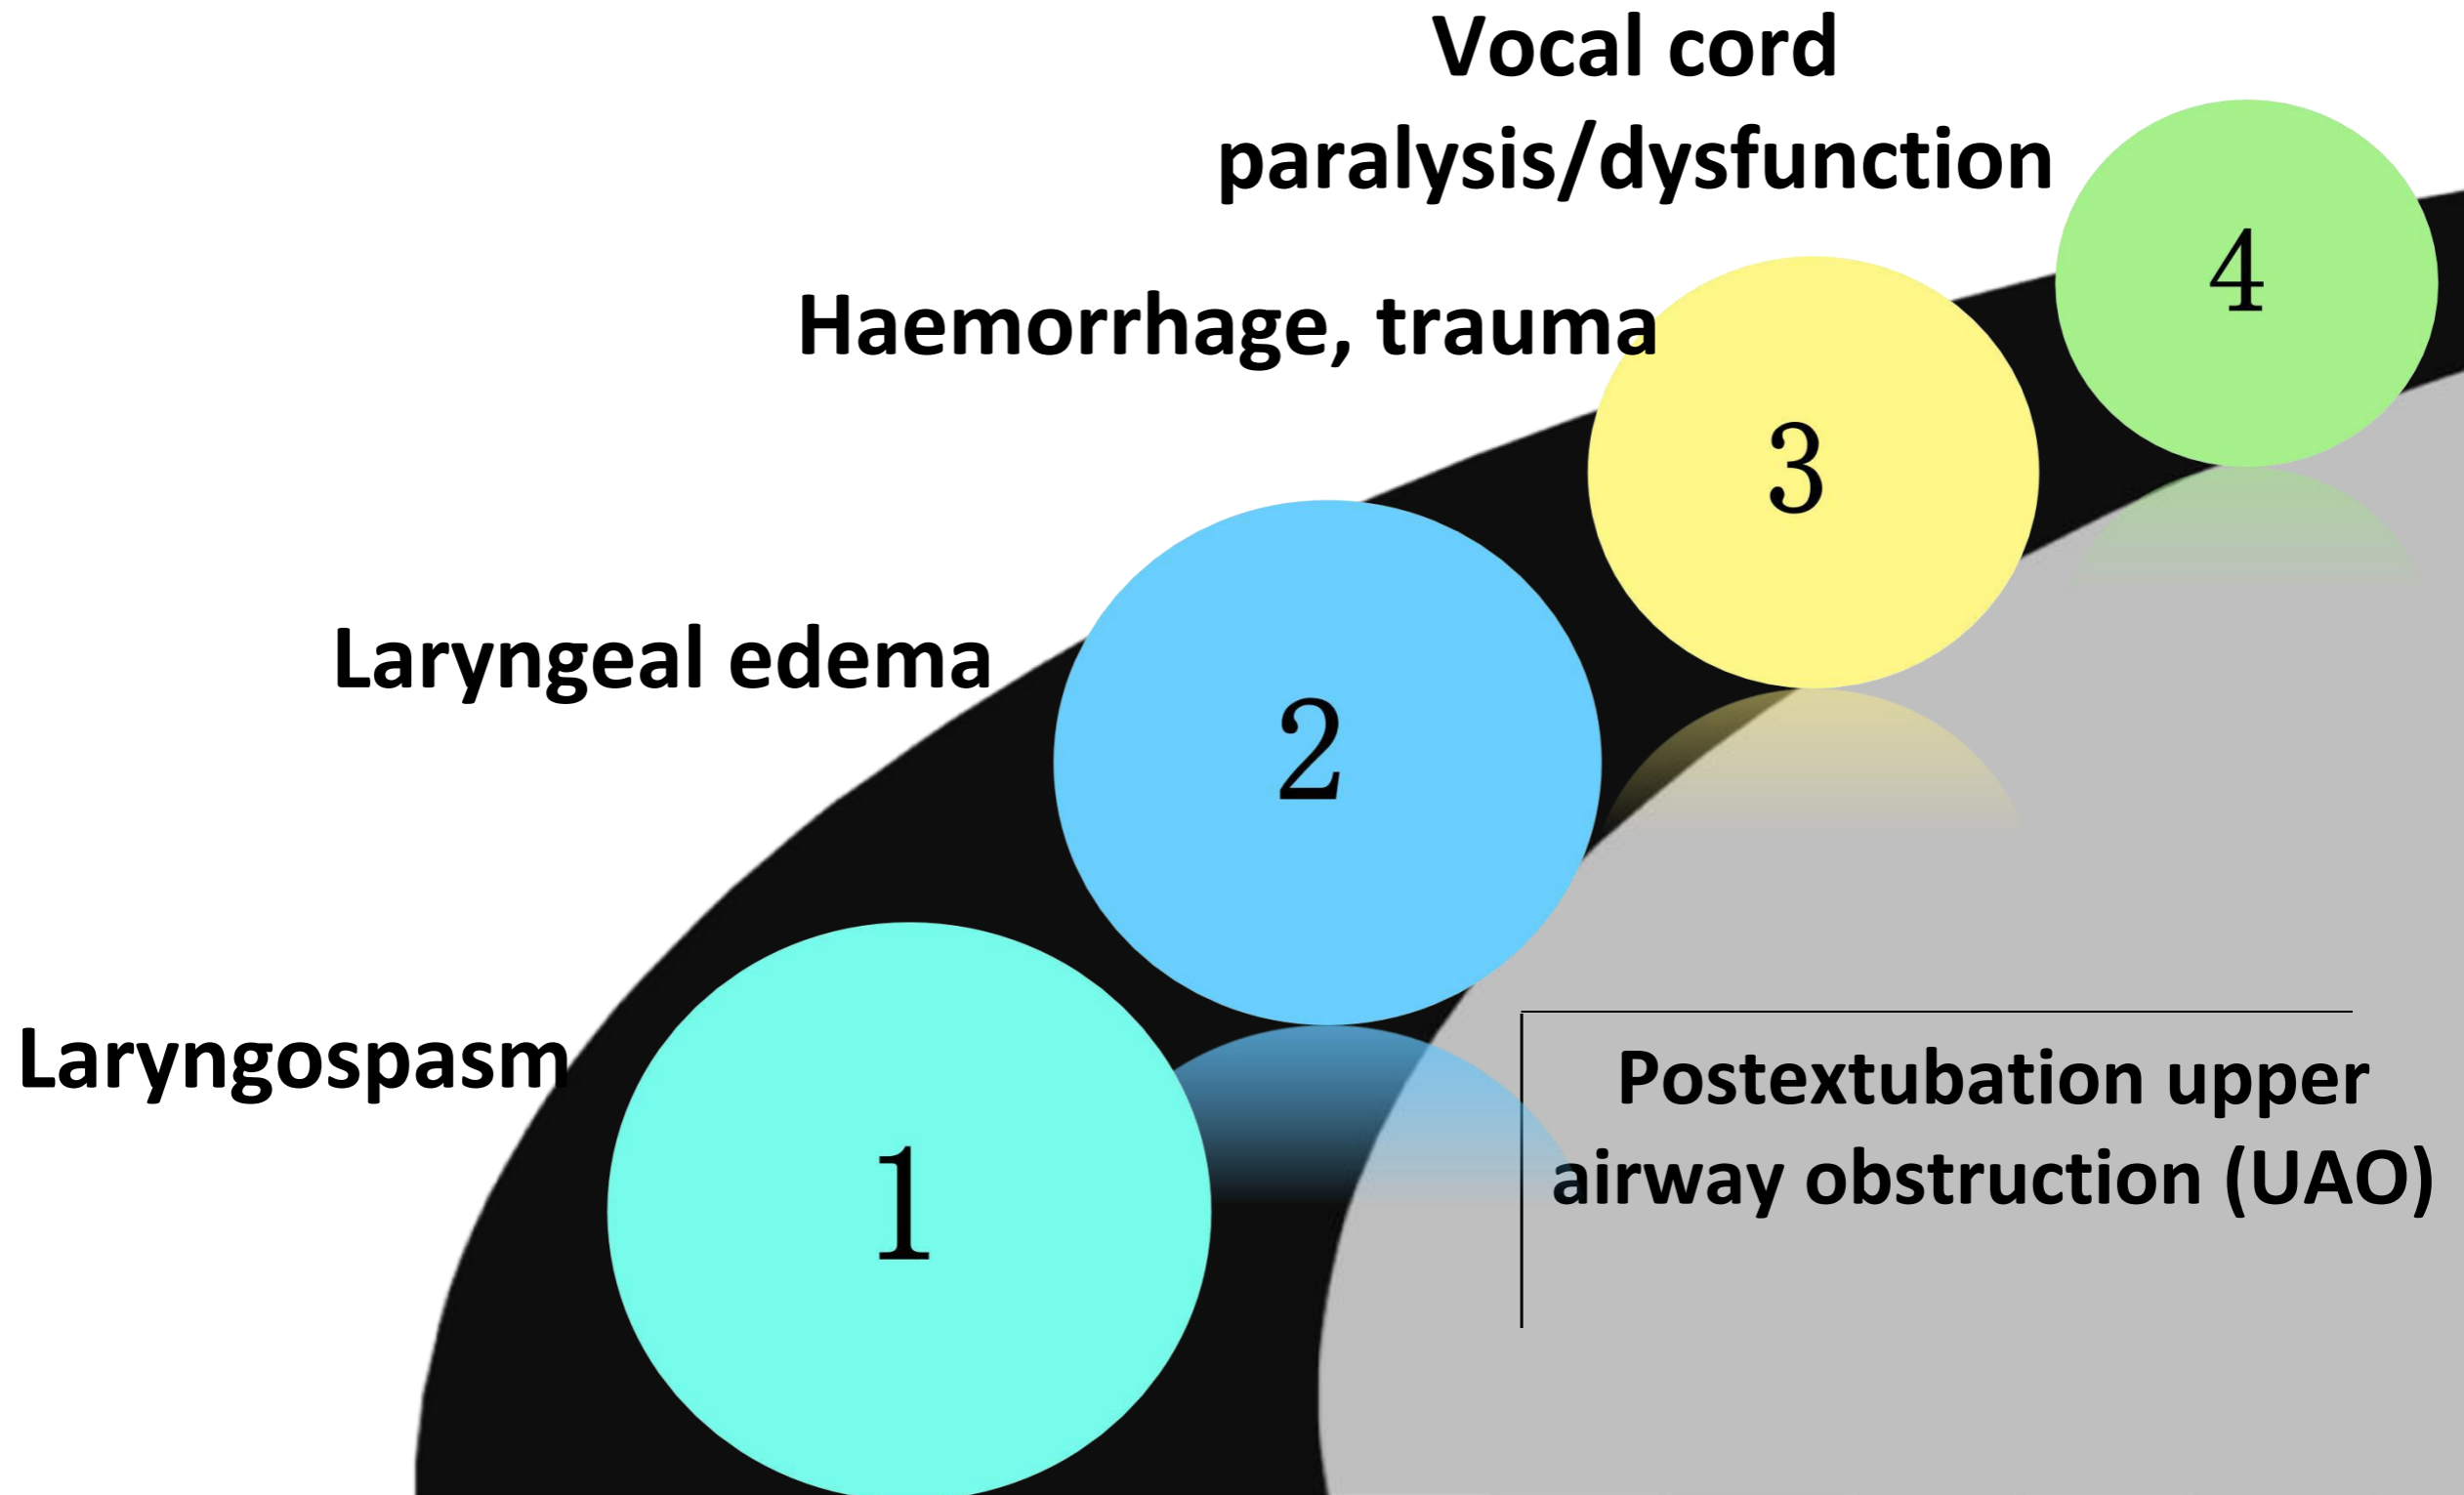 Vocal cord
paralysis/dysfunction
4
Haemorrhage, trauma
3
Laryngeal edema
2
Laryngospasm
1
Postextubation upper
airway obstruction (UAO)